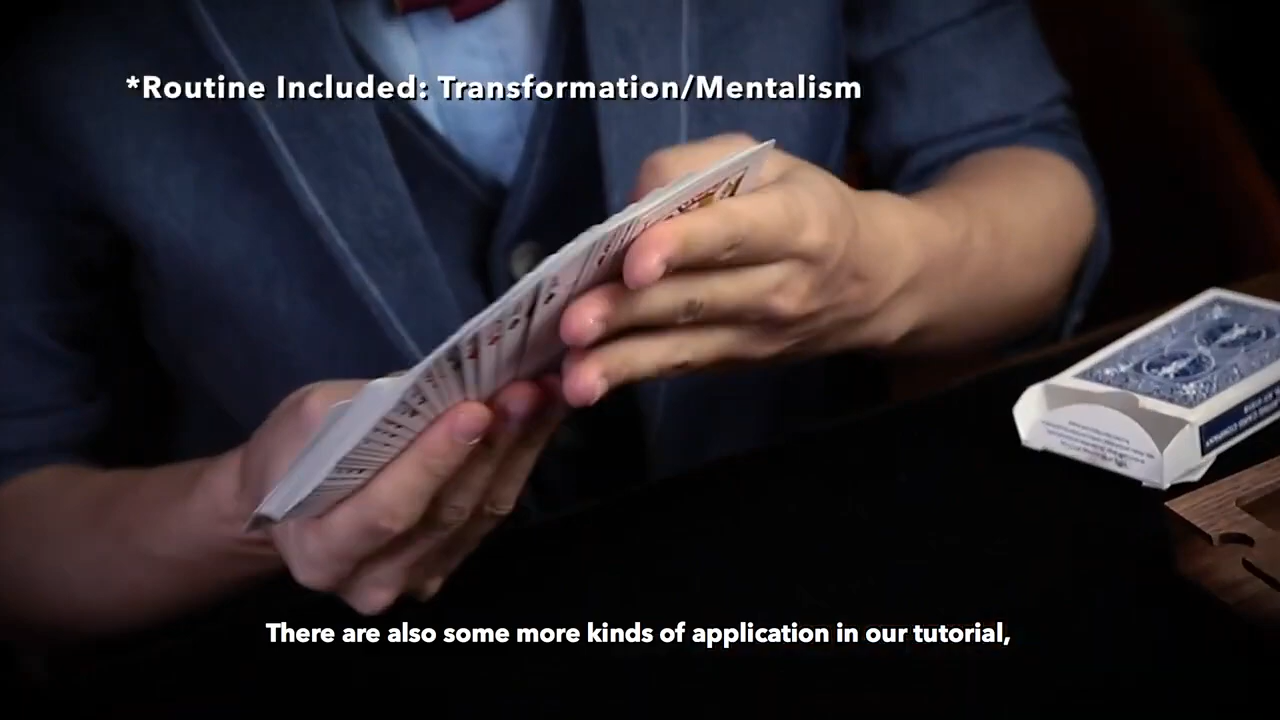 *Routine Included: Transformation/Mentalism
There are also some more kinds of application in our tutorial,